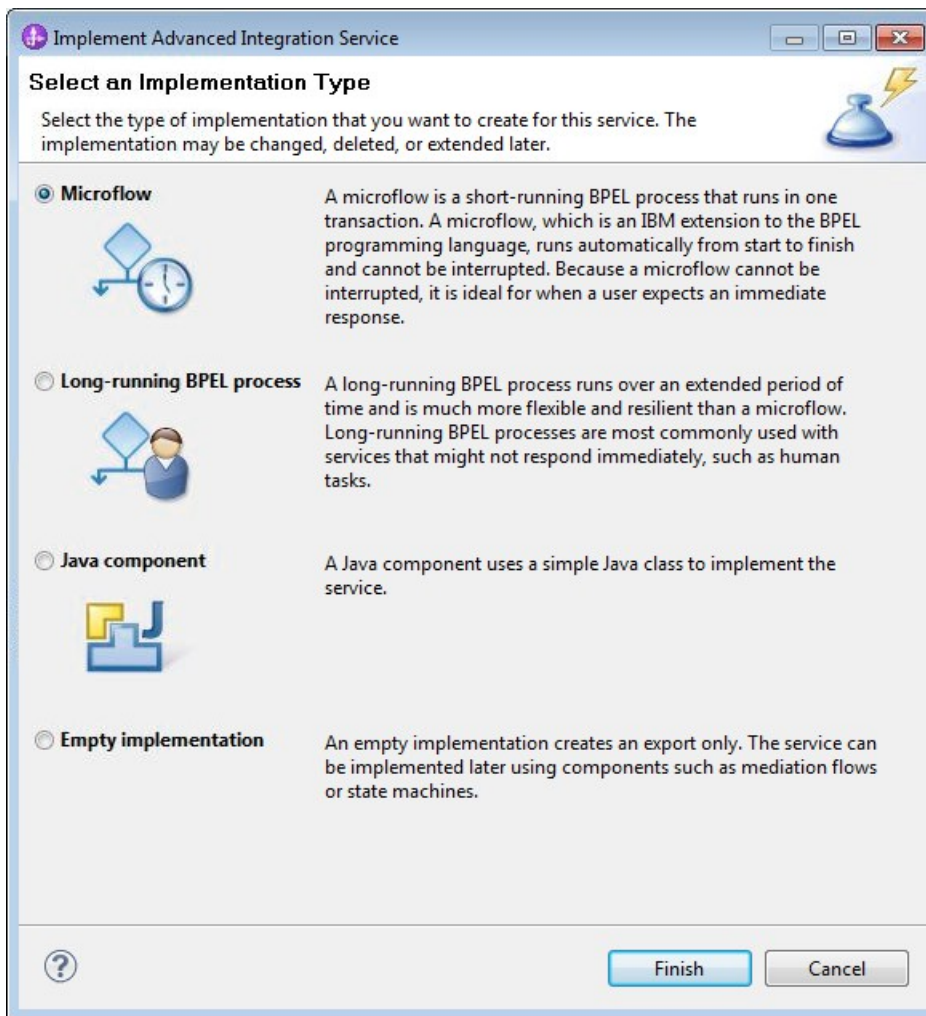 Implement Advanced Integration Service
Select an Implementation Type
Select the type of implementation that you want to create for this service. The
implementation may be changed, deleted, or extended later.
Microflow
A microflow is a short-running BPEL process that runs in one
transaction. A microflow, which is an IBM extension to the BPEL
programming language, runs automatically from start to finish
and cannot be interrupted. Because a microflow cannot be
interrupted, it is ideal for when a user expects an immediate
response.
Long-running BPEL process
A long-running BPEL process runs over an extended period of
time and is much more flexible and resilient than a microflow.
Long-running BPEL processes are most commonly used with
services that might not respond immediately, such as human
tasks.
Java component
A Java component uses a simple Java class to implement the
service.
Empty implementation
An empty implementation creates an export only. The service can
be implemented later using components such as mediation flows
or state machines.
?
Finish
Cancel